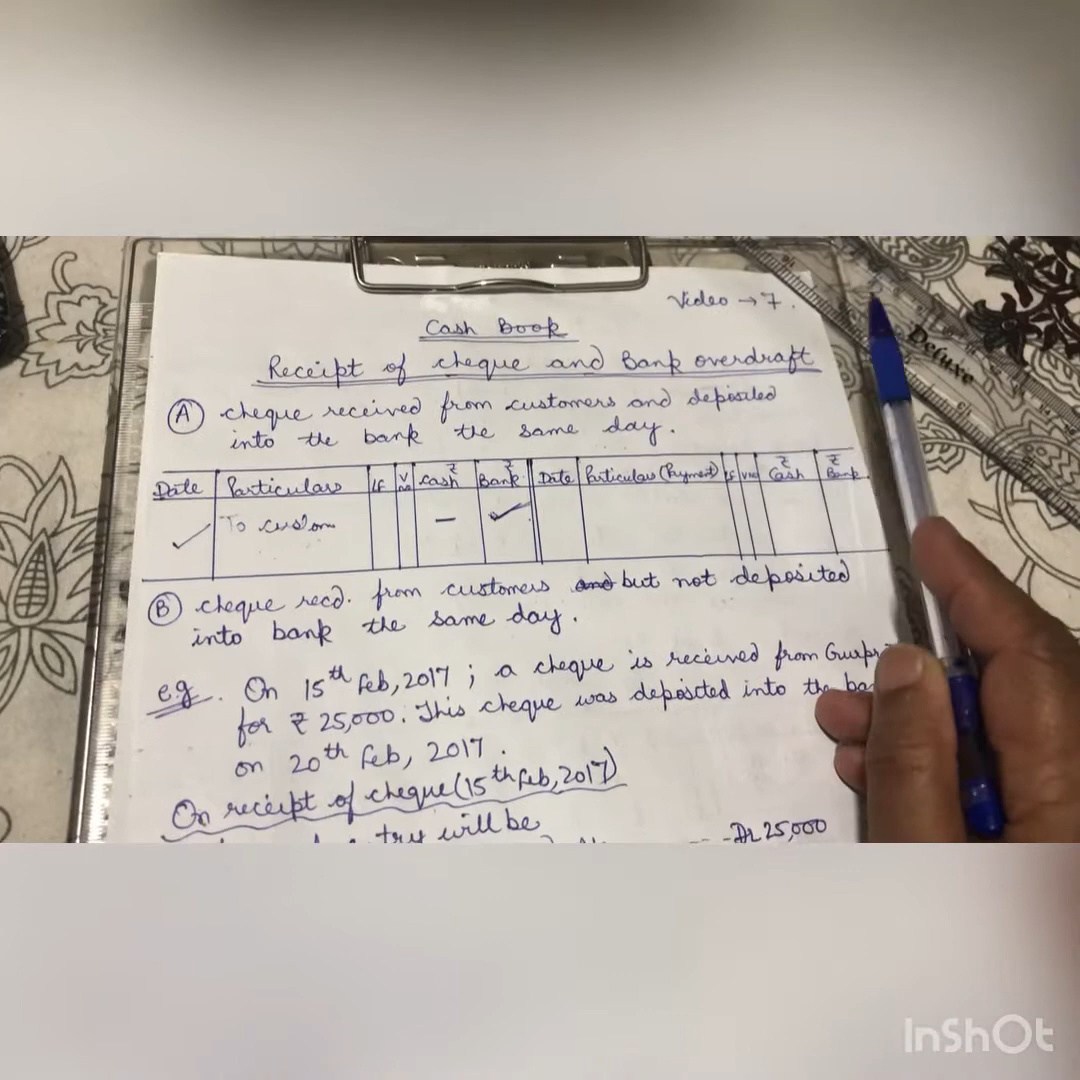 Video → 7.
Cash Book
Receipt of cheque and Bank overdraft
(A) cheque received from customers and deposited
into the bank the same day.
Date Particulars LF V no Cash ₹ Bank ₹ Date Particulars (Payment) LF Vno ₹ Cash ₹ Bank
To custom
(B) cheque recd. from customers and but not deposited
into bank the same day.
e.g. On 15th Feb, 2017 ; a cheque is received from
for ₹ 25,000. This cheque was deposited into the
on 20th Feb, 2017.
On receipt of cheque (15th Feb, 2017)
will be
Dr 25,000
Deluxe
InShOt